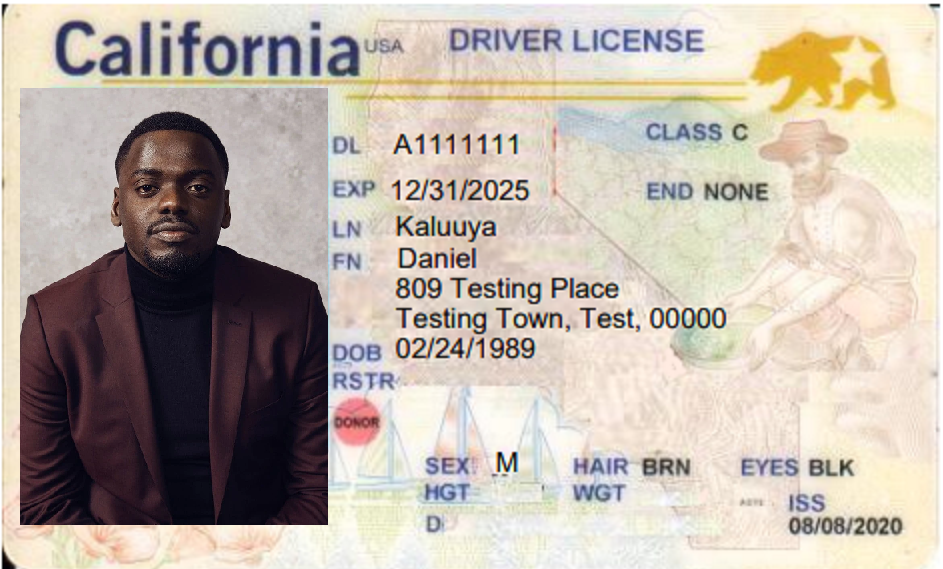 California USA DRIVER LICENSE
DL A1111111 CLASS C
EXP 12/31/2025 END NONE
LN Kaluuya
FN Daniel
809 Testing Place
Testing Town, Test, 00000
DOB 02/24/1989
RSTR
DONOR
SEX M HAIR BRN EYES BLK
HGT WGT ISS
D 08/08/2020